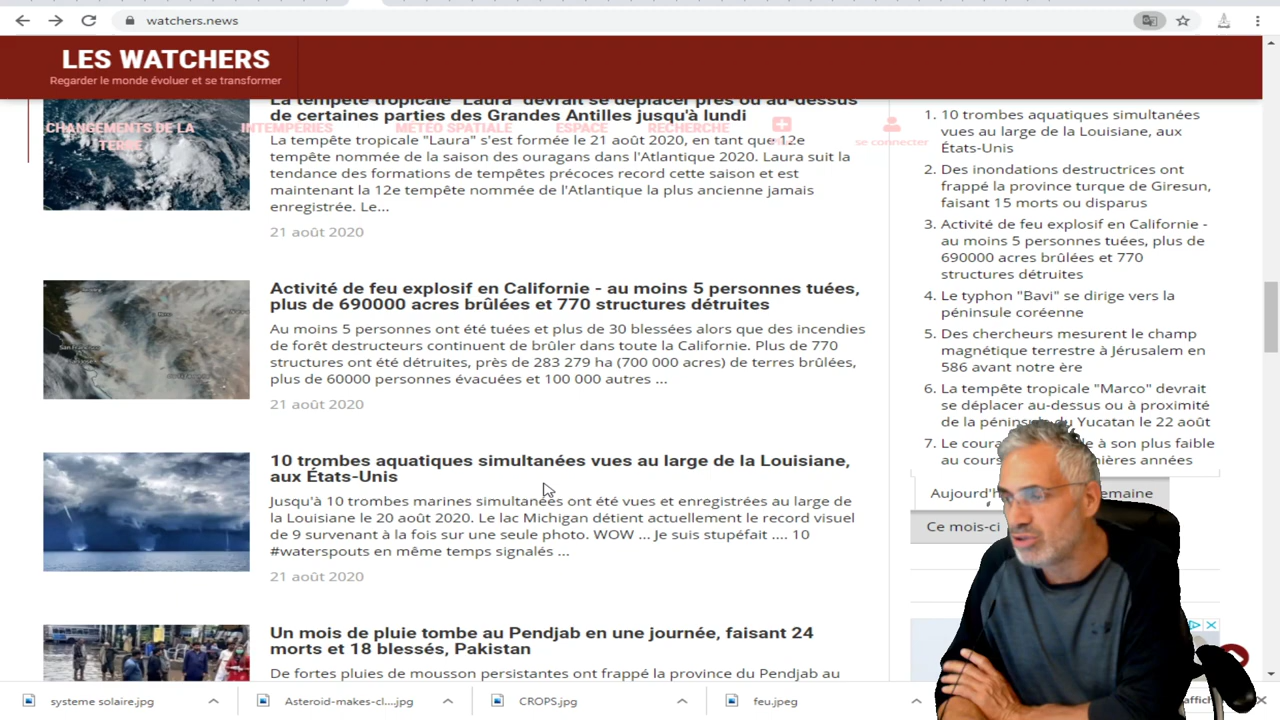 watchers.news
LES WATCHERS
Regarder le monde évoluer et se transformer
CHANGEMENTS DE LA
TERRE
INTEMPÉRIES
MÉTÉO SPATIALE
ESPACE
RECHERCHE
se connecter
La tempête tropicale "Laura" devrait se déplacer près ou au-dessus
de certaines parties des Grandes Antilles jusqu'à lundi
La tempête tropicale "Laura" s'est formée le 21 août 2020, en tant que 12e
tempête nommée de la saison des ouragans dans l'Atlantique 2020. Laura suit la
tendance des formations de tempêtes précoces record cette saison et est
maintenant la 12e tempête nommée de l'Atlantique la plus ancienne jamais
enregistrée. Le...
21 août 2020
Activité de feu explosif en Californie - au moins 5 personnes tuées,
plus de 690000 acres brûlées et 770 structures détruites
Au moins 5 personnes ont été tuées et plus de 30 blessées alors que des incendies
de forêt destructeurs continuent de brûler dans toute la Californie. Plus de 770
structures ont été détruites, près de 283 279 ha (700 000 acres) de terres brûlées,
plus de 60000 personnes évacuées et 100 000 autres ...
21 août 2020
10 trombes aquatiques simultanées vues au large de la Louisiane,
aux États-Unis
Jusqu'à 10 trombes marines simultanées ont été vues et enregistrées au large de
la Louisiane le 20 août 2020. Le lac Michigan détient actuellement le record visuel
de 9 survenant à la fois sur une seule photo. WOW ... Je suis stupéfait .... 10
#waterspouts en même temps signalés ...
21 août 2020
Un mois de pluie tombe au Pendjab en une journée, faisant 24
morts et 18 blessés, Pakistan
De fortes pluies de mousson persistantes ont frappé la province du Pendjab au
1. 10 trombes aquatiques simultanées
vues au large de la Louisiane, aux
États-Unis
2. Des inondations destructrices ont
frappé la province turque de Giresun,
faisant 15 morts ou disparus
3. Activité de feu explosif en Californie -
au moins 5 personnes tuées, plus de
690000 acres brûlées et 770
structures détruites
4. Le typhon "Bavi" se dirige vers la
péninsule coréenne
5. Des chercheurs mesurent le champ
magnétique terrestre à Jérusalem en
586 avant notre ère
6. La tempête tropicale "Marco" devrait
se déplacer au-dessus ou à proximité
de la péninsule du Yucatan le 22 août
7. Le à son plus faible
au cours années
Ce mois-ci
systeme solaire.jpg
Asteroid-makes-cl....jpg
CROPS.jpg
feu.jpeg